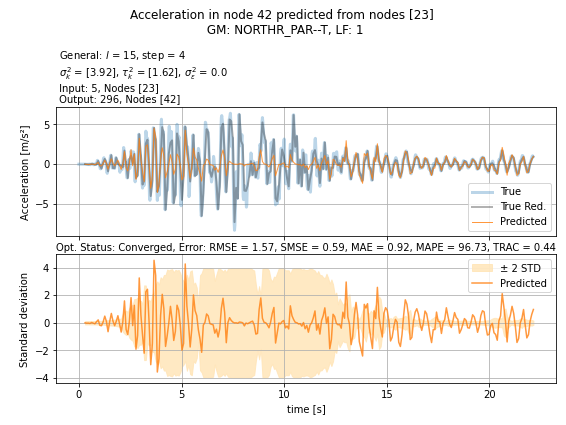 Acceleration in node 42 predicted from nodes [23]
GM: NORTHR_PAR--T, LF: 1
General: l = 15, step = 4
σ²ₖ = [3.92], τ²ₖ = [1.62], σ²ₑ = 0.0
Input: 5, Nodes [23]
Output: 296, Nodes [42]
5
0
−5
Acceleration [m/s²]
True
True Red.
Predicted
Opt. Status: Converged, Error: RMSE = 1.57, SMSE = 0.59, MAE = 0.92, MAPE = 96.73, TRAC = 0.44
4
2
0
−2
−4
Standard deviation
± 2 STD
Predicted
0
5
10
15
20
time [s]